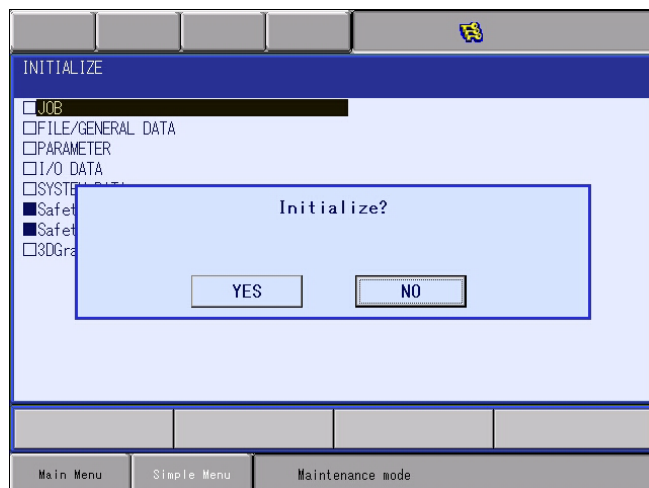 INITIALIZE
JOB
FILE/GENERAL DATA
PARAMETER
I/O DATA
Initialize?
YES NO
Main Menu Simple Menu Maintenance mode